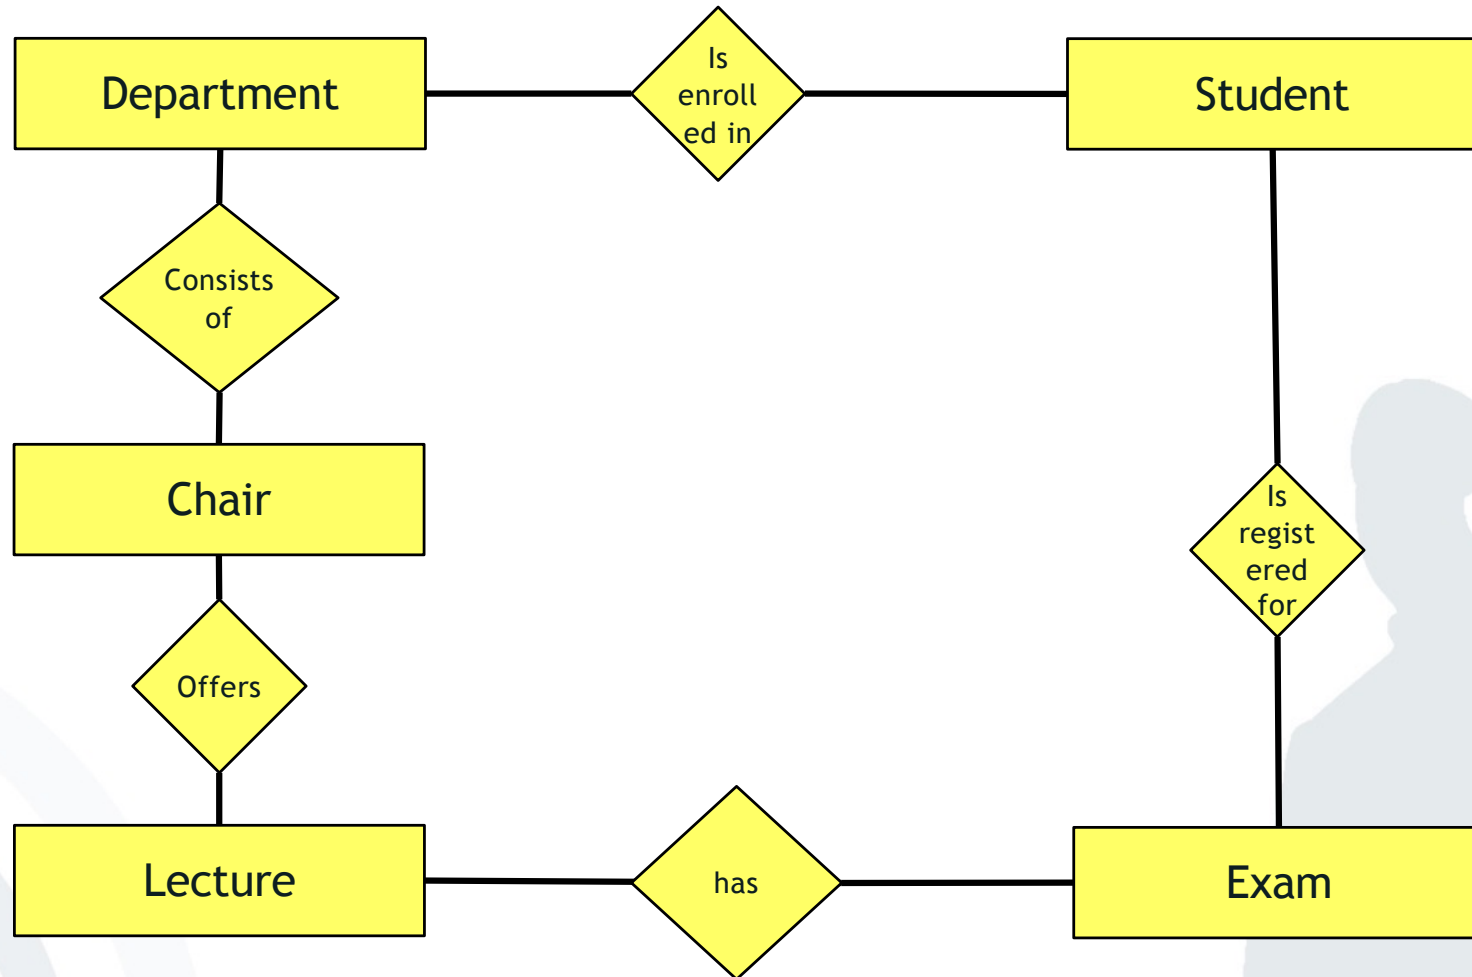 Department
Is
enroll
ed in
Student
Consists
of
Chair
Is
regist
ered
for
Offers
Lecture
has
Exam